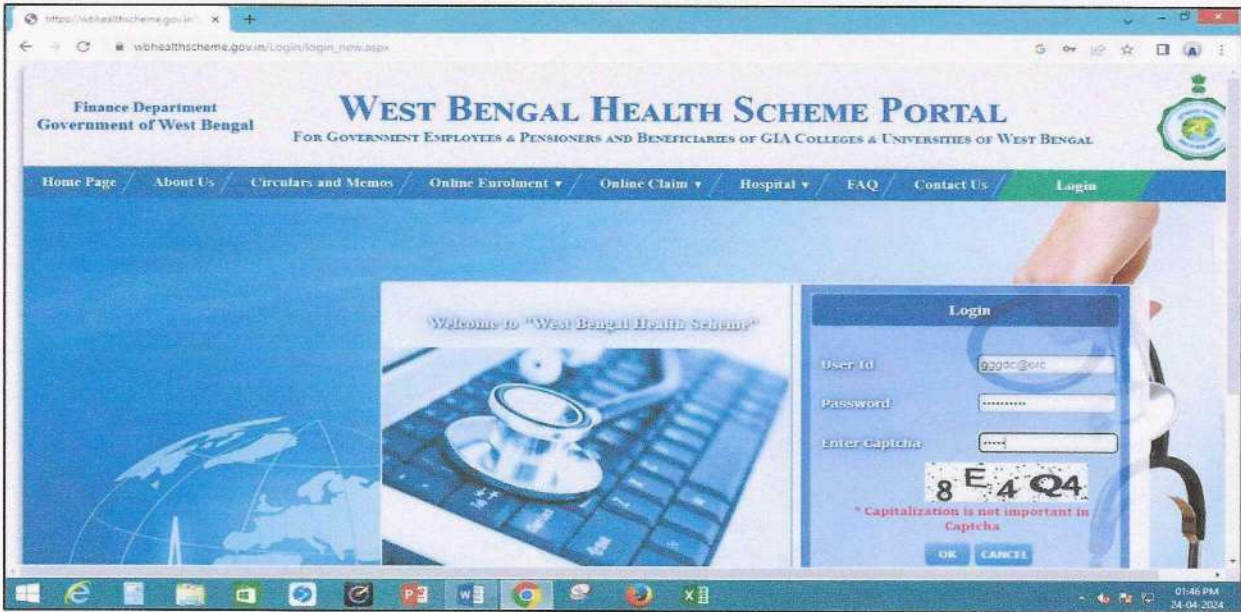 https://wbhealthscheme.gov.in
wbhealthscheme.gov.in/Login/login_new.aspx
Finance Department
Government of West Bengal
WEST BENGAL HEALTH SCHEME PORTAL
FOR GOVERNMENT EMPLOYEES & PENSIONERS AND BENEFICIARIES OF GIA COLLEGES & UNIVERSITIES OF WEST BENGAL
Home Page / About Us / Circulars and Memos / Online Enrolment ▾ / Online Claim ▾ / Hospital ▾ / FAQ / Contact Us / Login
Welcome to "West Bengal Health Scheme"
Login
User Id
Password ··········
Enter Captcha ·····
8 E 4 Q4
* Capitalization is not important in
Captcha
OK CANCEL
01:46 PM
24-04-2024